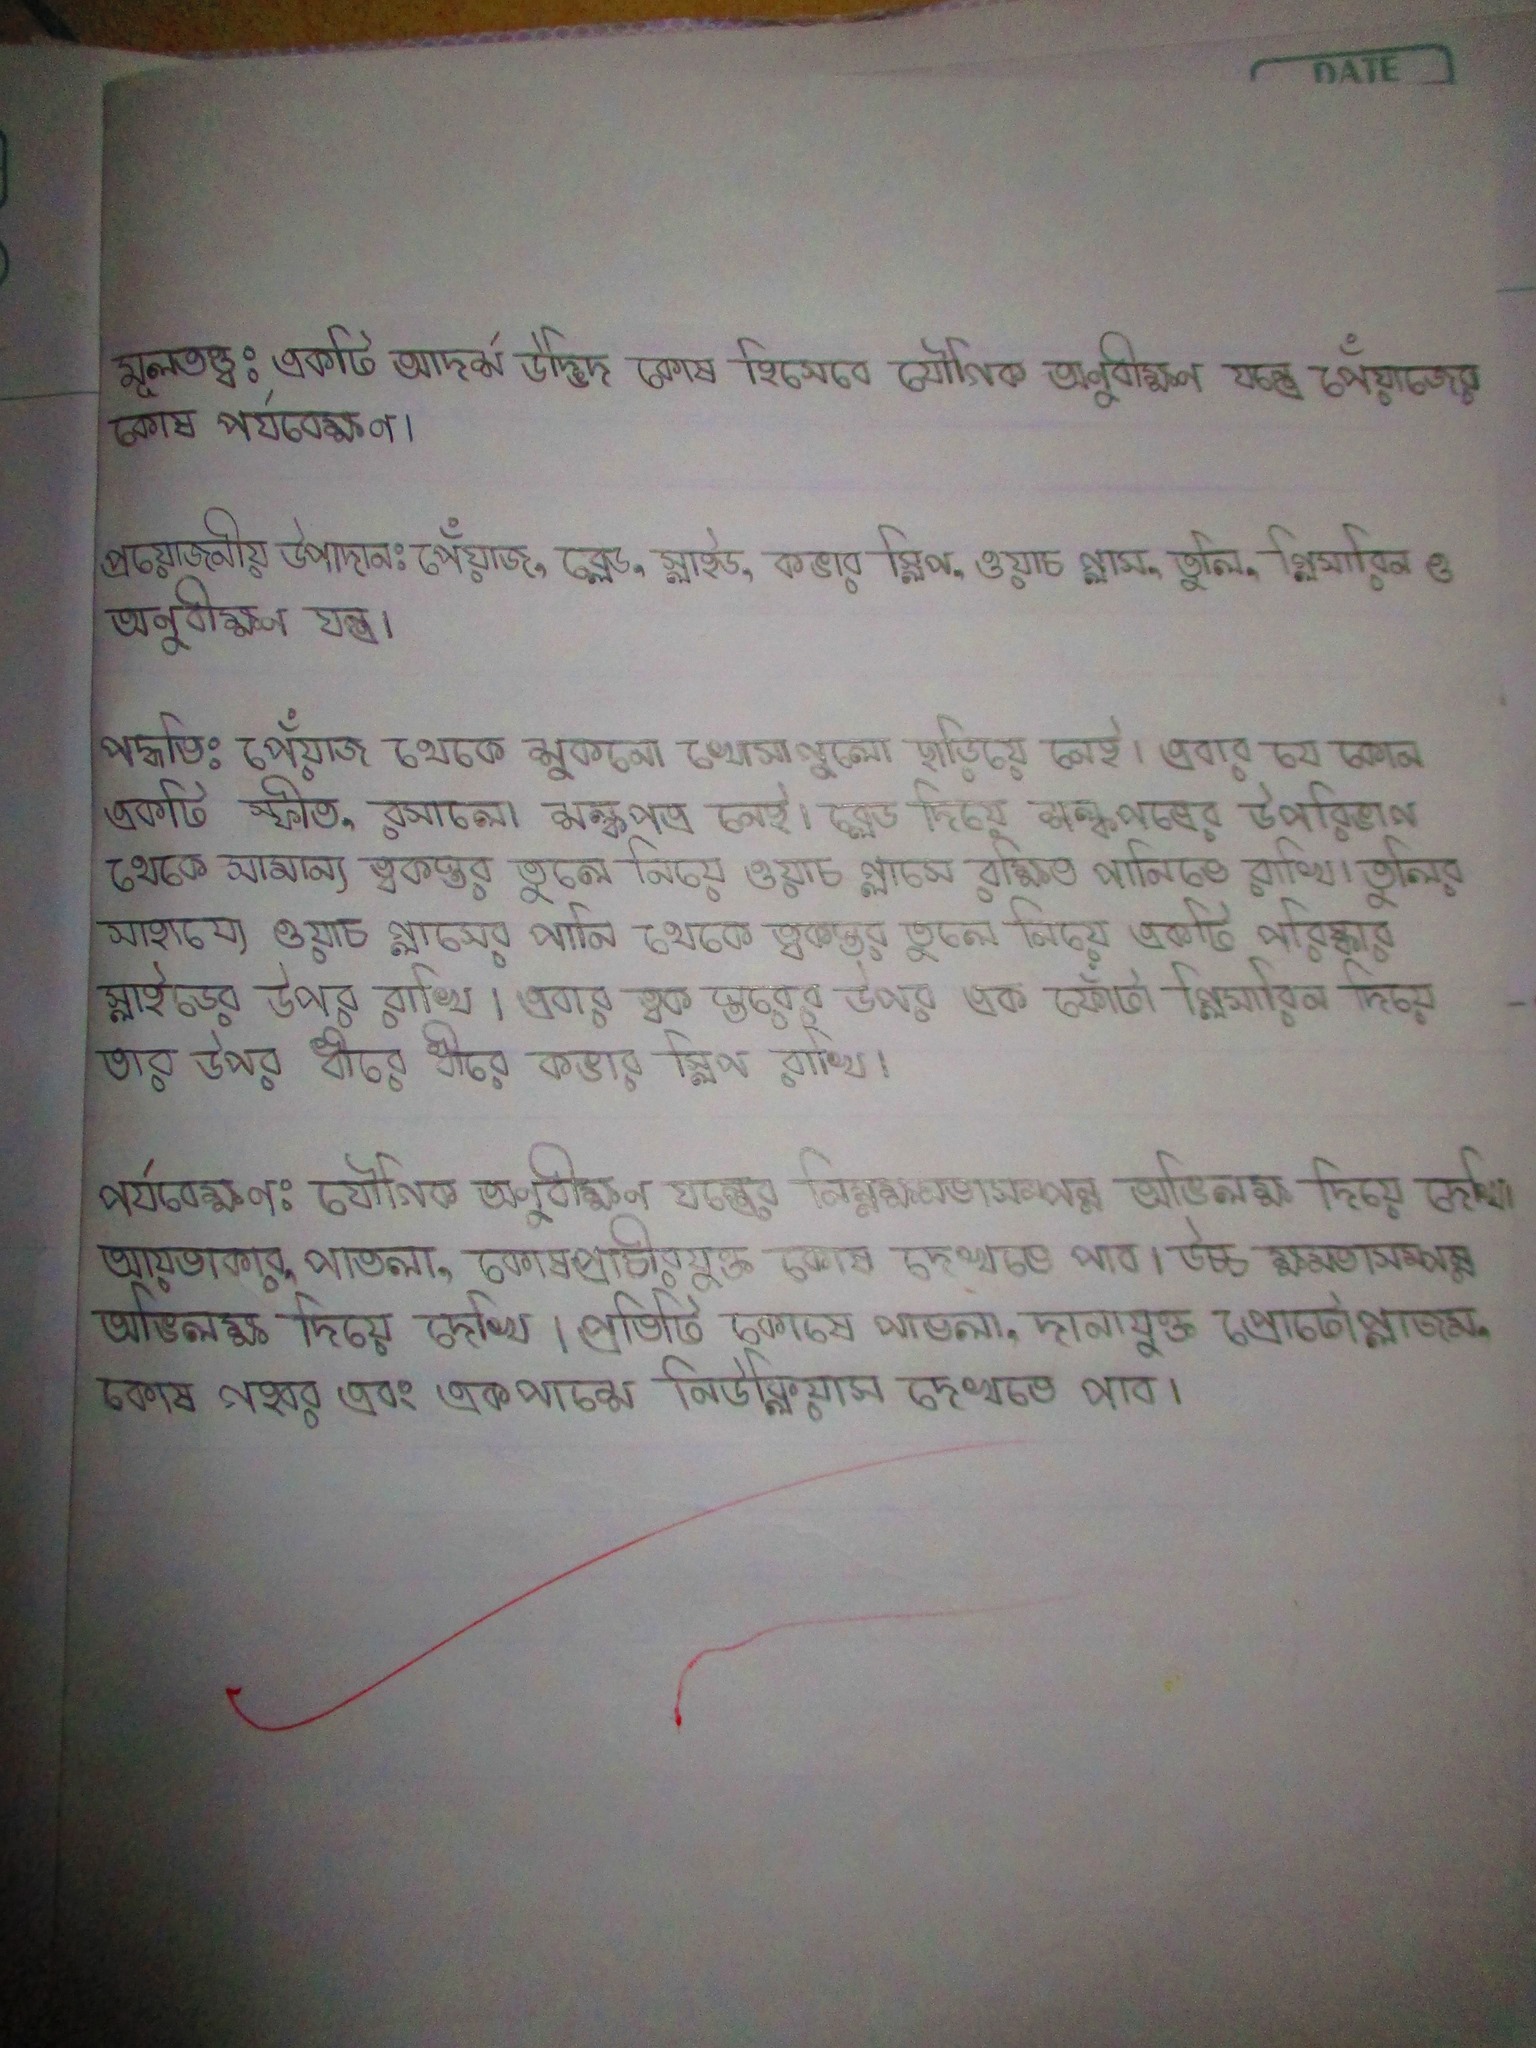 DATE
মূলতত্ত্বঃ একটি আদর্শ উদ্ভিদ কোষ হিসেবে যৌগিক অনুবীক্ষণ যন্ত্রে পেঁয়াজের
কোষ পর্যবেক্ষণ।
প্রয়োজনীয় উপাদানঃ পেঁয়াজ, ব্লেড, স্লাইড, কভার স্লিপ, ওয়াচ গ্লাস, তুলি, গ্লিসারিন ও
অনুবীক্ষণ যন্ত্র।
পদ্ধতিঃ পেঁয়াজ থেকে শুকনো খোসাগুলো ছাড়িয়ে নেই। এবার যে কোন
একটি স্ফীত, রসালো শল্কপত্র নেই। ব্লেড দিয়ে শল্কপত্রের উপরিভাগ
থেকে সামান্য ত্বকস্তর তুলে নিয়ে ওয়াচ গ্লাসে রক্ষিত পানিতে রাখি। তুলির
সাহায্যে ওয়াচ গ্লাসের পানি থেকে ত্বকস্তর তুলে নিয়ে একটি পরিষ্কার
স্লাইডের উপর রাখি। এবার ত্বক স্তরের উপর এক ফোঁটা গ্লিসারিন দিয়ে
তার উপর ধীরে ধীরে কভার স্লিপ রাখি।
পর্যবেক্ষণঃ যৌগিক অনুবীক্ষণ যন্ত্রের নিম্নক্ষমতাসম্পন্ন অভিলক্ষ দিয়ে দেখি।
আয়তাকার, পাতলা, কোষপ্রাচীরযুক্ত কোষ দেখতে পাব। উচ্চ ক্ষমতাসম্পন্ন
অভিলক্ষ দিয়ে দেখি। প্রতিটি কোষে পাতলা, দানাযুক্ত প্রোটোপ্লাজম,
কোষ গহবর এবং একপাশে নিউক্লিয়াস দেখতে পাব।